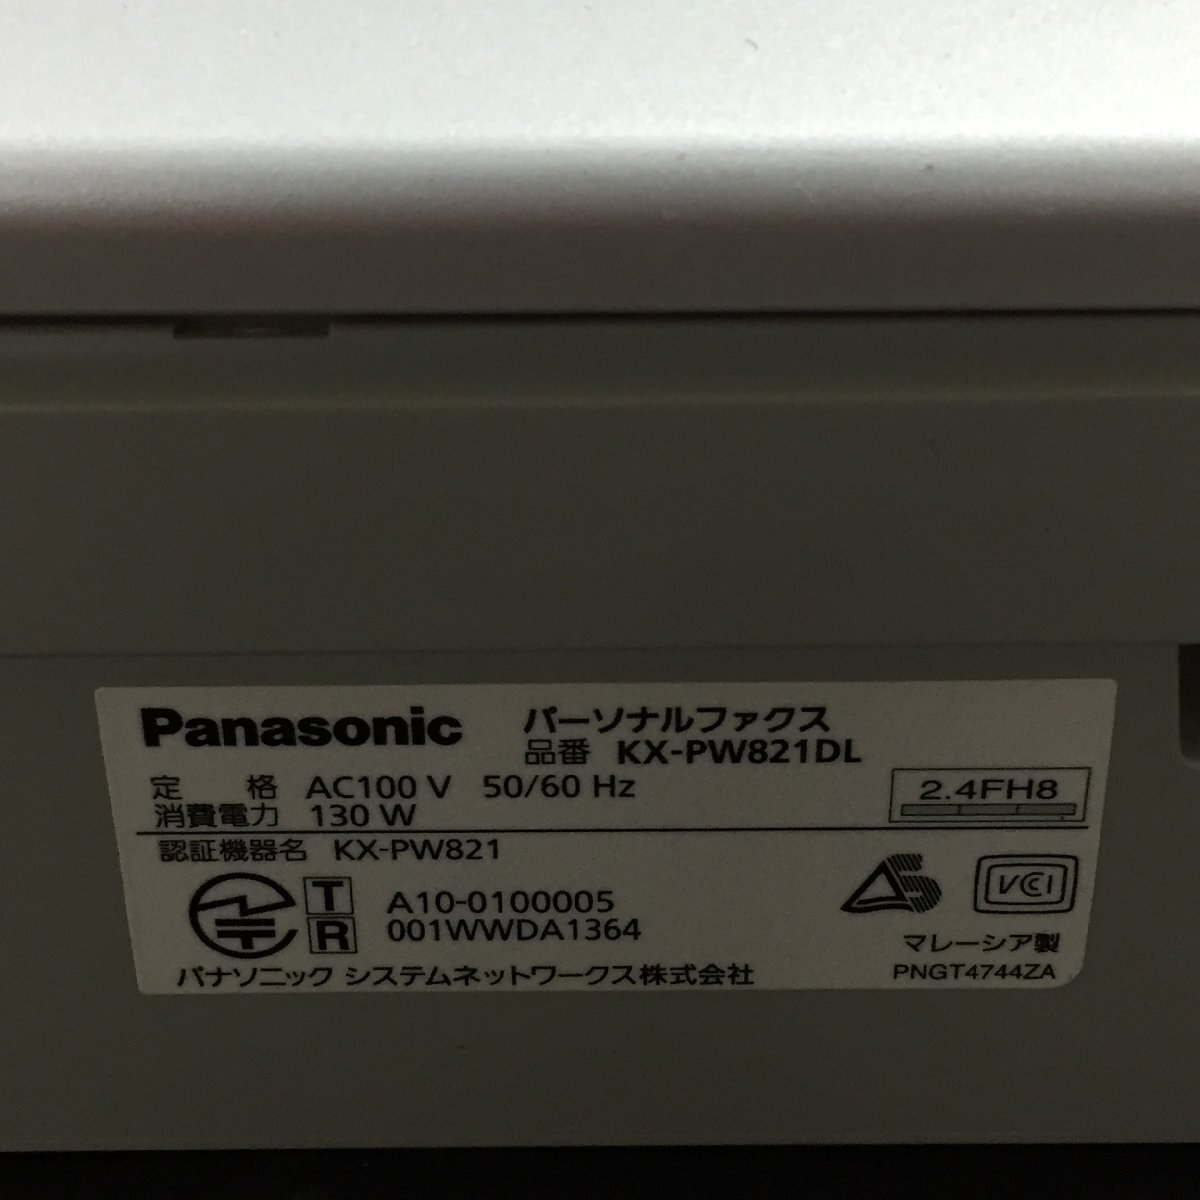 Panasonic パーソナルファクス
品番 KX-PW821DL
定 格 AC100 V 50/60 Hz
消費電力 130 W
2.4FH8
認証機器名 KX-PW821
T A10-0100005
R 001WWDA1364
VCCI
マレーシア製
パナソニック システムネットワークス株式会社
PNGT4744ZA